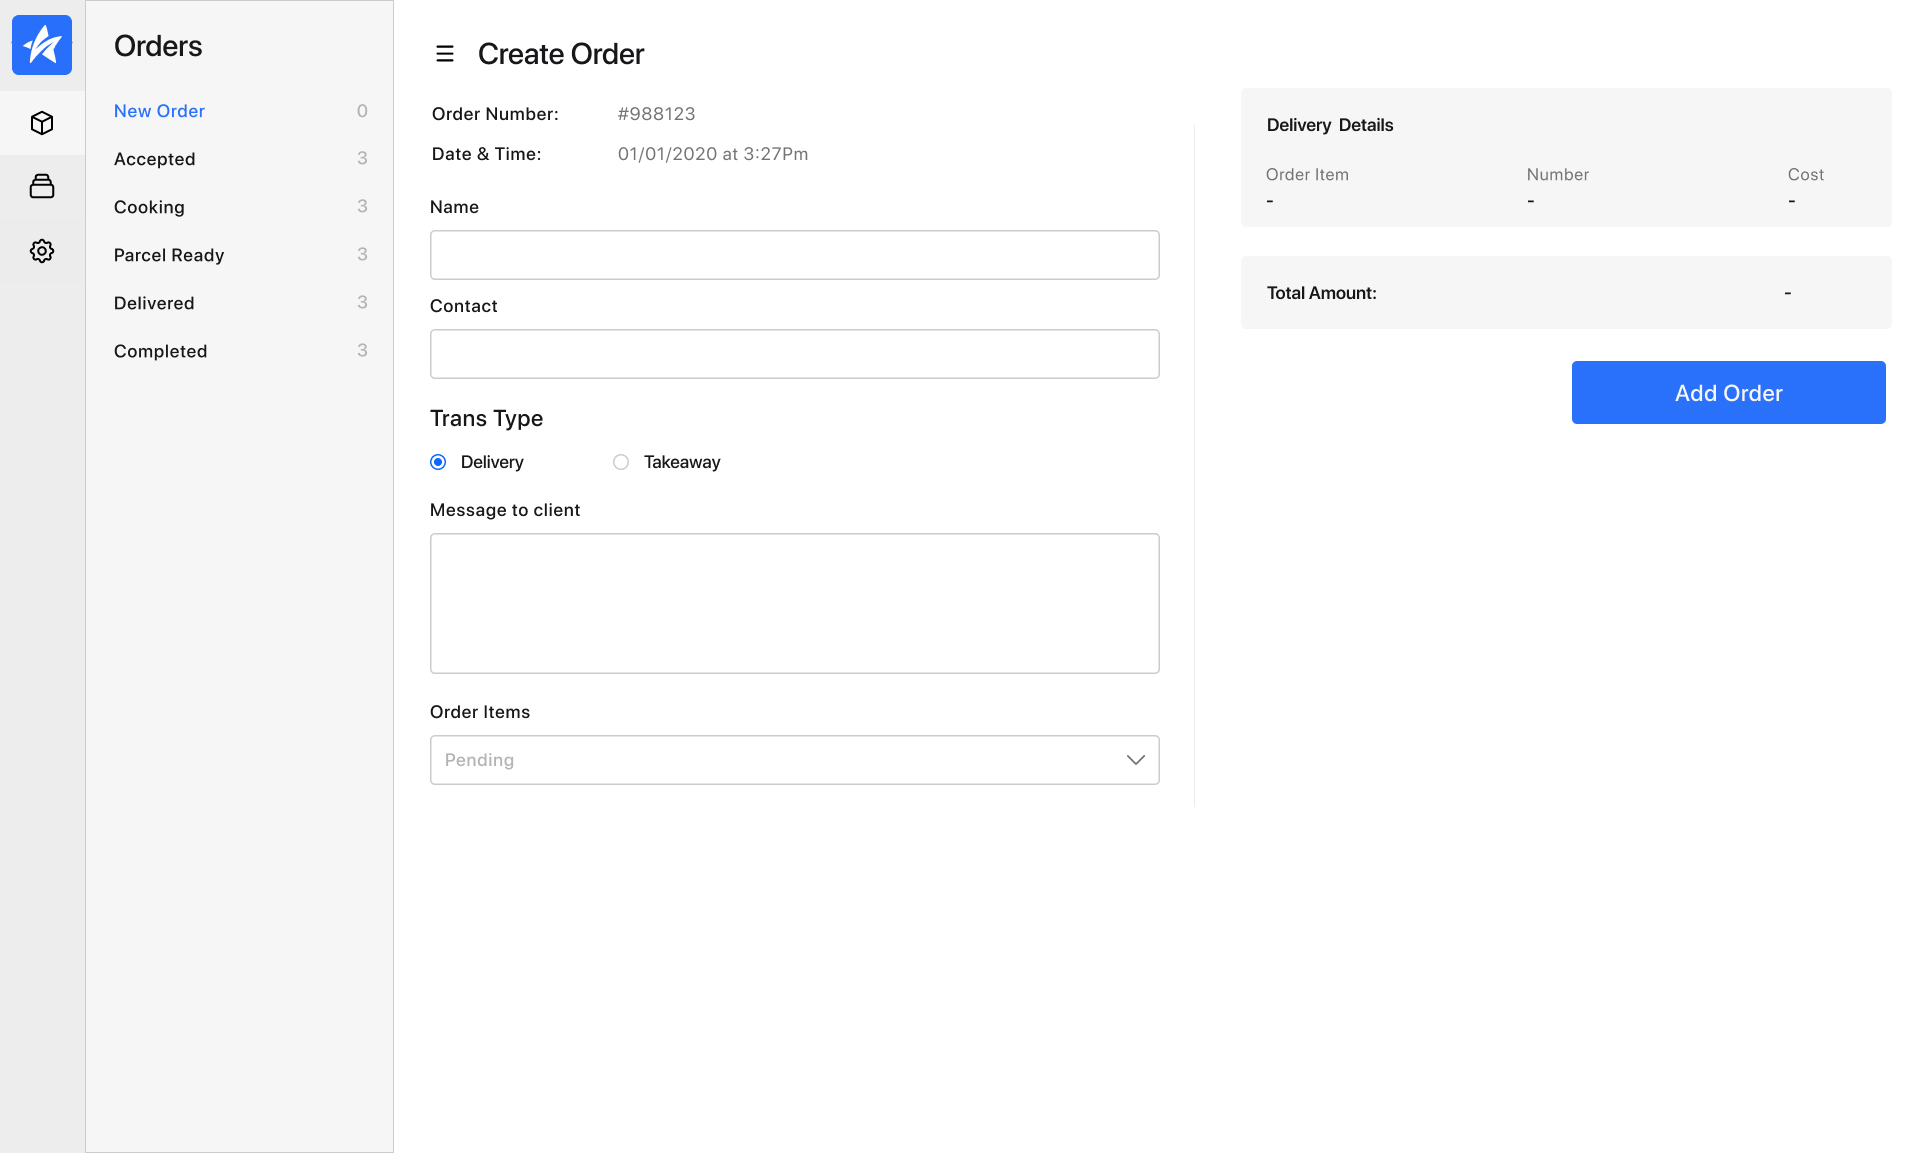 Orders
New Order 0
Accepted 3
Cooking 3
Parcel Ready 3
Delivered 3
Completed 3
Create Order
Order Number: #988123
Date & Time: 01/01/2020 at 3:27Pm
Name
Contact
Trans Type
Delivery Takeaway
Message to client
Order Items
Pending
Delivery Details
Order Item Number Cost
- - -
Total Amount: -
Add Order